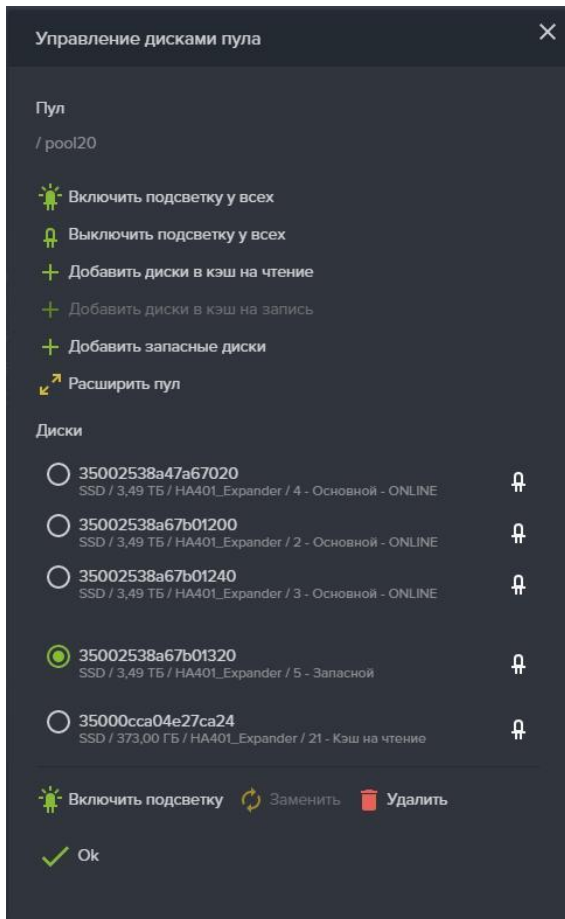 Управление дисками пула
Пул
/ pool20
Включить подсветку у всех
Выключить подсветку у всех
Добавить диски в кэш на чтение
Добавить диски в кэш на запись
Добавить запасные диски
Расширить пул
Диски
35002538a47a67020
SSD / 3,49 ТБ / HA401_Expander / 4 - Основной - ONLINE
35002538a67b01200
SSD / 3,49 ТБ / HA401_Expander / 2 - Основной - ONLINE
35002538a67b01240
SSD / 3,49 ТБ / HA401_Expander / 3 - Основной - ONLINE
35002538a67b01320
SSD / 3,49 ТБ / HA401_Expander / 5 - Запасной
35000cca04e27ca24
SSD / 373,00 ГБ / HA401_Expander / 21 - Кэш на чтение
Включить подсветку Заменить Удалить
Ok